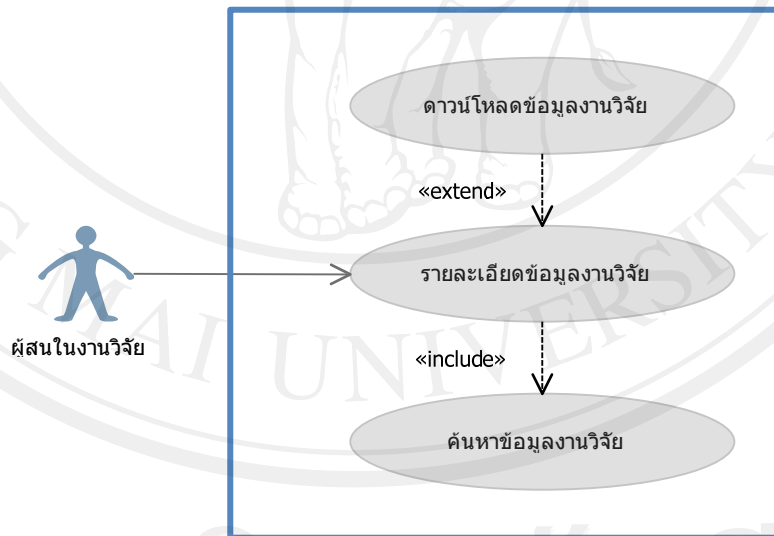 ดาวน์โหลดข้อมูลงานวิจัย
«extend»
รายละเอียดข้อมูลงานวิจัย
ผู้สนในงานวิจัย
«include»
ค้นหาข้อมูลงานวิจัย
G MAI UNIVERSITY